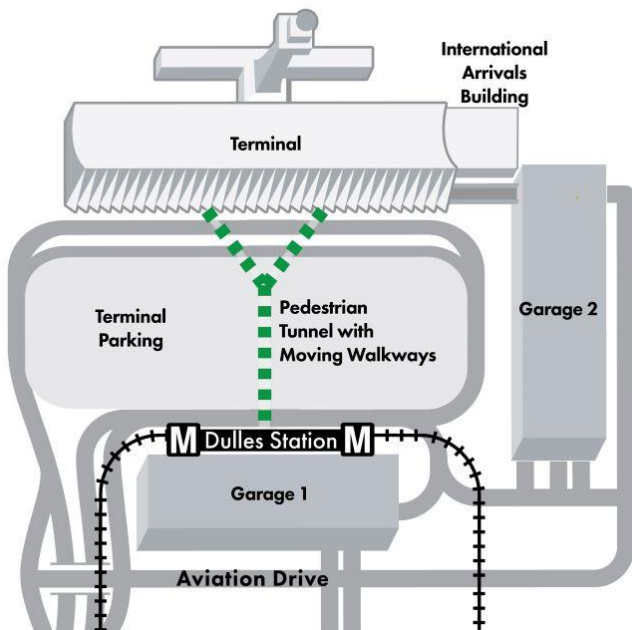 International
Arrivals
Building
Terminal
Terminal
Parking
Pedestrian
Tunnel with
Moving Walkways
Garage 2
M Dulles Station M
Garage 1
Aviation Drive